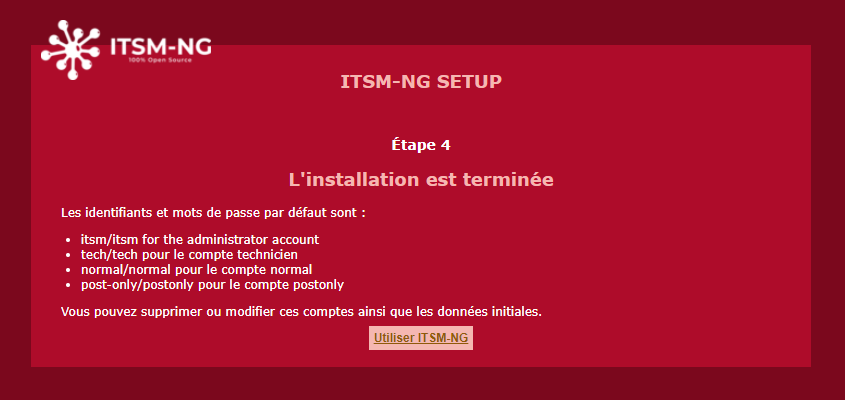 ITSM-NG
100% Open Source
ITSM-NG SETUP
Étape 4
L'installation est terminée
Les identifiants et mots de passe par défaut sont :
itsm/itsm for the administrator account
tech/tech pour le compte technicien
normal/normal pour le compte normal
post-only/postonly pour le compte postonly
Vous pouvez supprimer ou modifier ces comptes ainsi que les données initiales.
Utiliser ITSM-NG